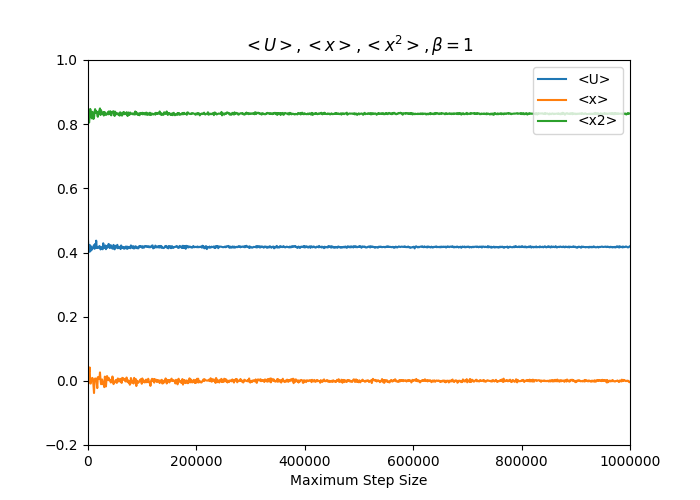 <U>, <x>, <x²>, β = 1
1.0
0.8
0.6
0.4
0.2
0.0
−0.2
<U>
<x>
<x2>
0 200000 400000 600000 800000 1000000
Maximum Step Size